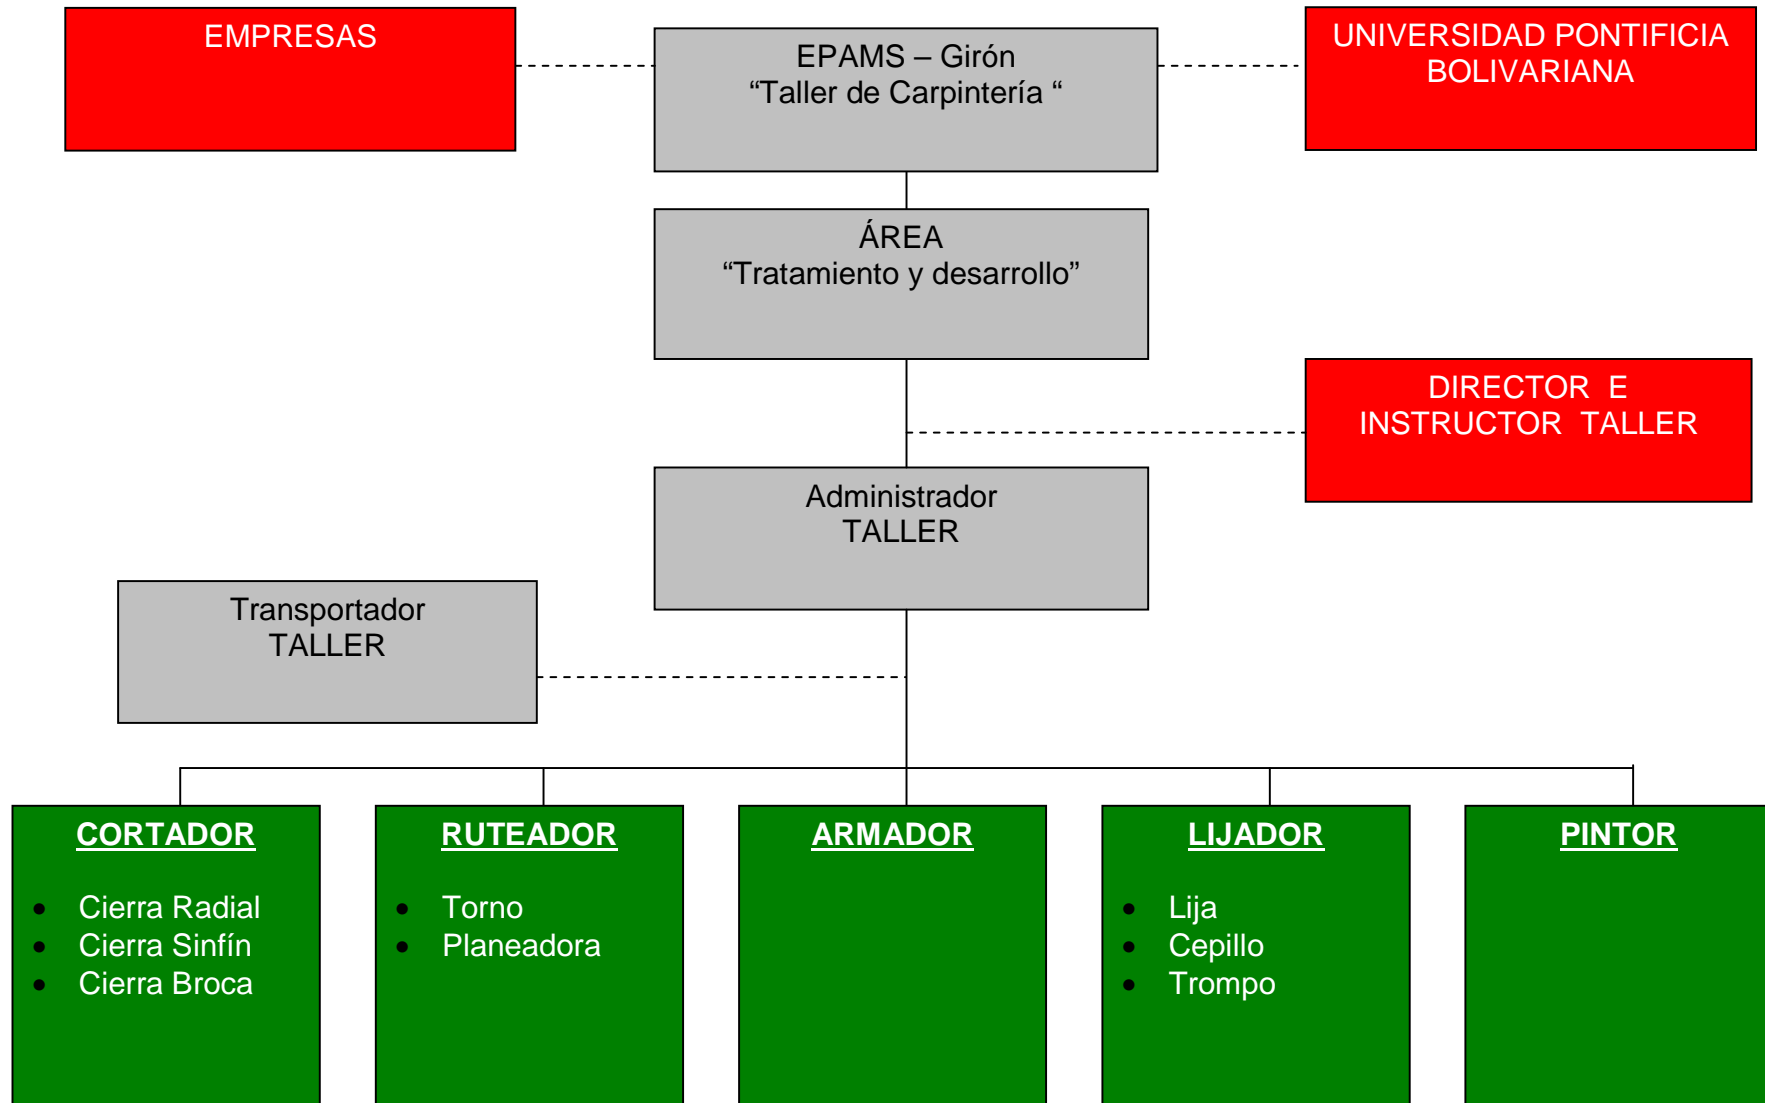 EMPRESAS
EPAMS – Girón
“Taller de Carpintería “
UNIVERSIDAD PONTIFICIA
BOLIVARIANA
ÁREA
“Tratamiento y desarrollo”
DIRECTOR E
INSTRUCTOR TALLER
Administrador
TALLER
Transportador
TALLER
CORTADOR
• Cierra Radial
• Cierra Sinfín
• Cierra Broca
RUTEADOR
• Torno
• Planeadora
ARMADOR
LIJADOR
• Lija
• Cepillo
• Trompo
PINTOR